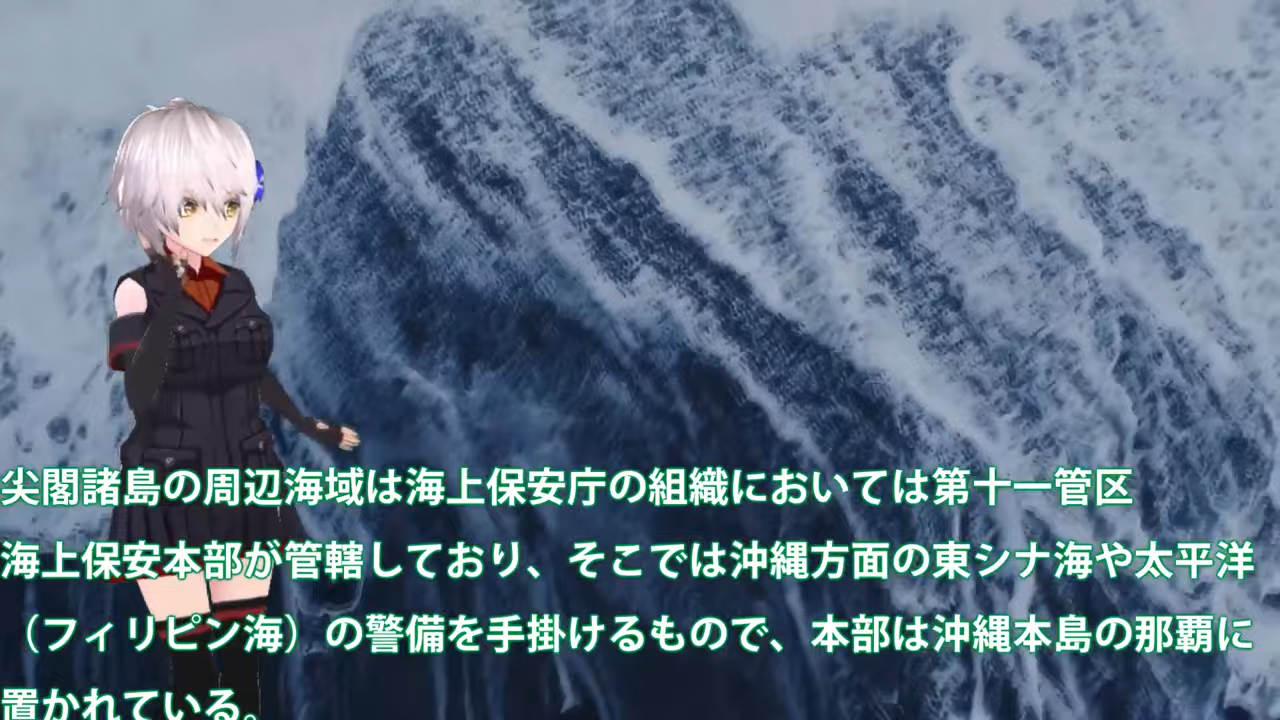 尖閣諸島の周辺海域は海上保安庁の組織においては第十一管区
海上保安本部が管轄しており、そこでは沖縄方面の東シナ海や太平洋
（フィリピン海）の警備を手掛けるもので、本部は沖縄本島の那覇に
置かれている。